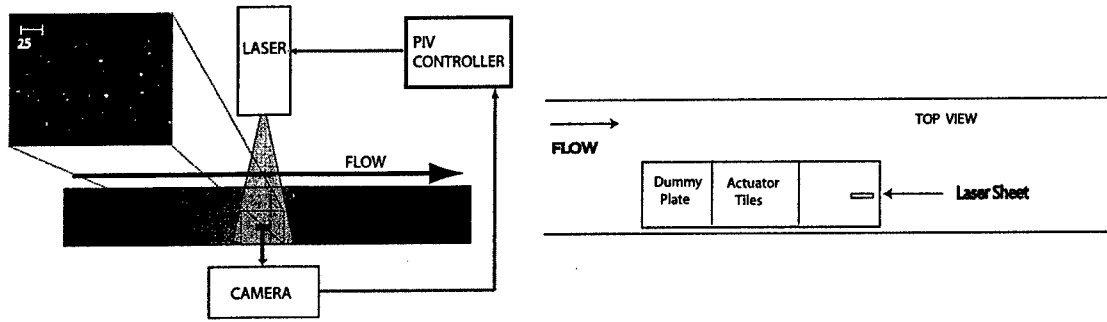 25
LASER
PIV
CONTROLLER
FLOW
CAMERA
TOP VIEW
FLOW
Dummy
Plate
Actuator
Tiles
Laser Sheet